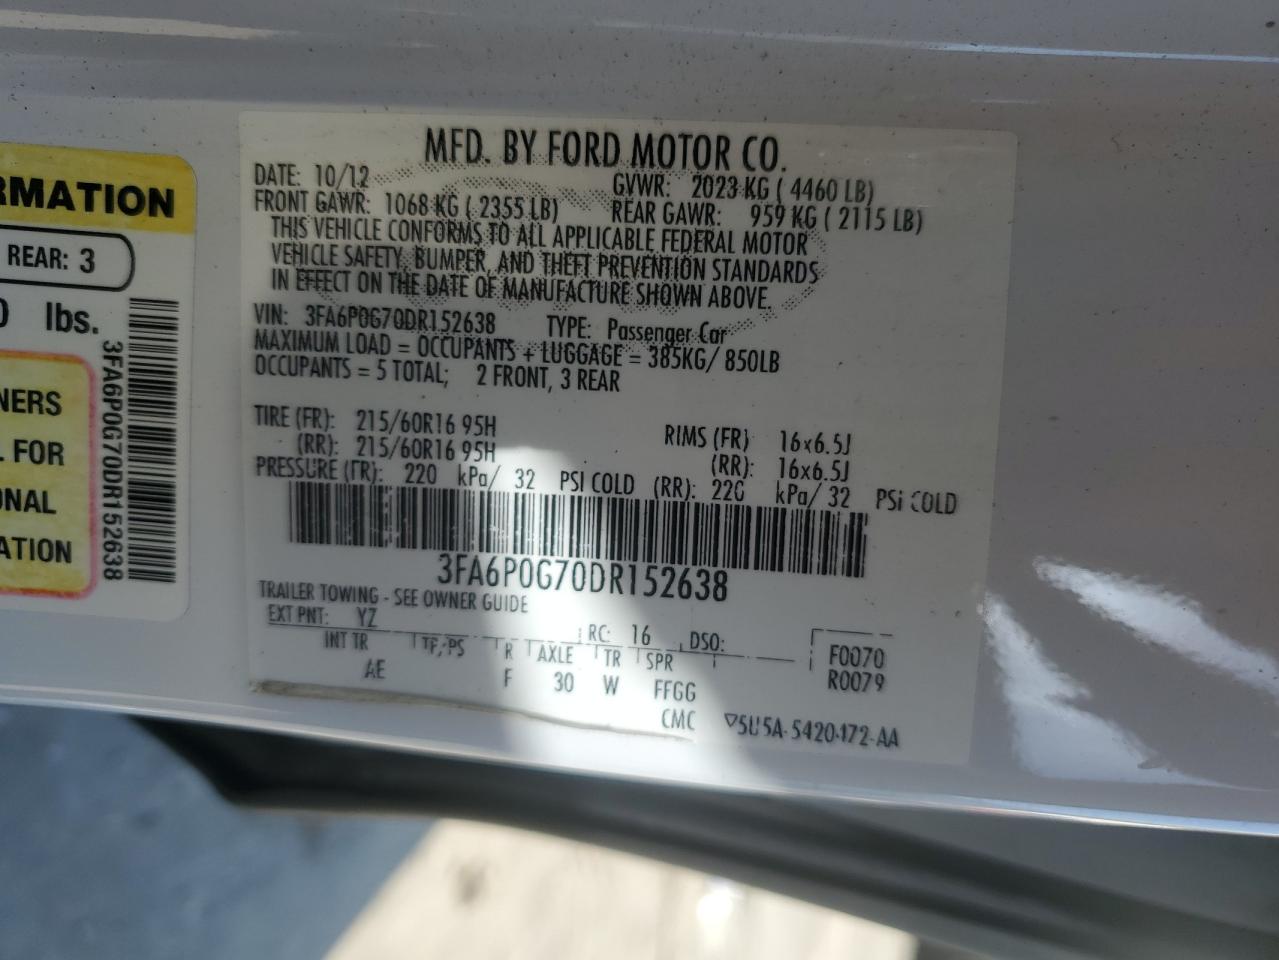 MFD. BY FORD MOTOR CO.
DATE: 10/12 GVWR: 2023 KG ( 4460 LB)
FRONT GAWR: 1068 KG ( 2355 LB) REAR GAWR: 959 KG ( 2115 LB)
THIS VEHICLE CONFORMS TO ALL APPLICABLE FEDERAL MOTOR
VEHICLE SAFETY, BUMPER, AND THEFT PREVENTION STANDARDS
IN EFFECT ON THE DATE OF MANUFACTURE SHOWN ABOVE.
VIN: 3FA6P0G70DR152638 TYPE: Passenger Car
MAXIMUM LOAD = OCCUPANTS + LUGGAGE = 385KG/ 850LB
OCCUPANTS = 5 TOTAL; 2 FRONT, 3 REAR
TIRE (FR): 215/60R16 95H RIMS (FR) 16x6.5J
(RR): 215/60R16 95H (RR): 16x6.5J
PRESSURE (FR): 220 kPa/ 32 PSI COLD (RR): 220 kPa/ 32 PSi COLD
3FA6P0G70DR152638
TRAILER TOWING - SEE OWNER GUIDE
EXT PNT: YZ RC: 16 DSO: F0070
INT TR TF,PS R AXLE TR SPR R0079
AE F 30 W FFGG
CMC ▽5U5A-5420472-AA
RMATION
REAR: 3
0 lbs.
3FA6P0G70DR152638
NERS
L FOR
ONAL
ATION